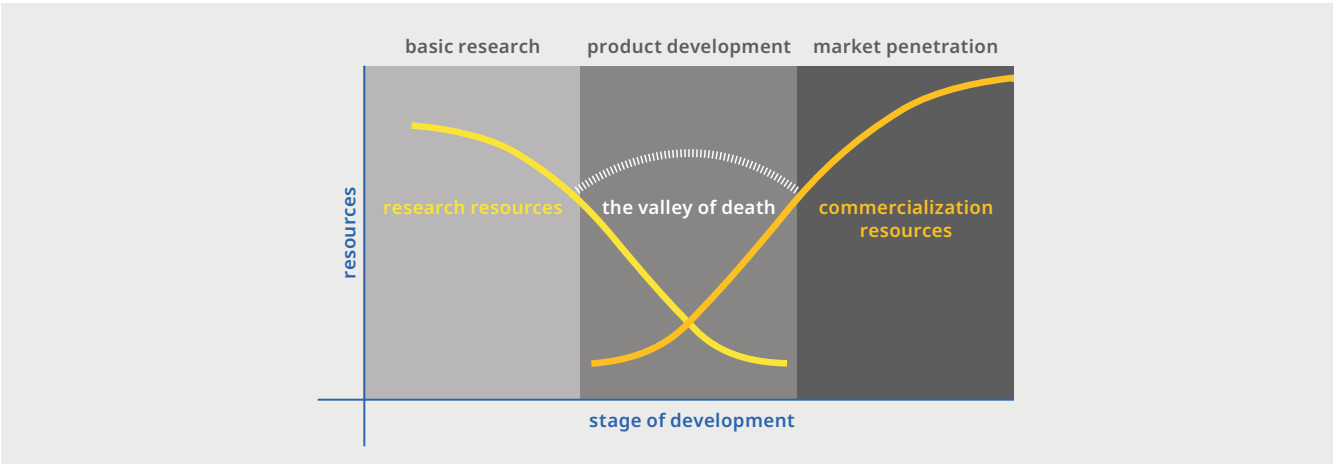 basic research
product development
market penetration
resources
research resources
the valley of death
commercialization
resources
stage of development